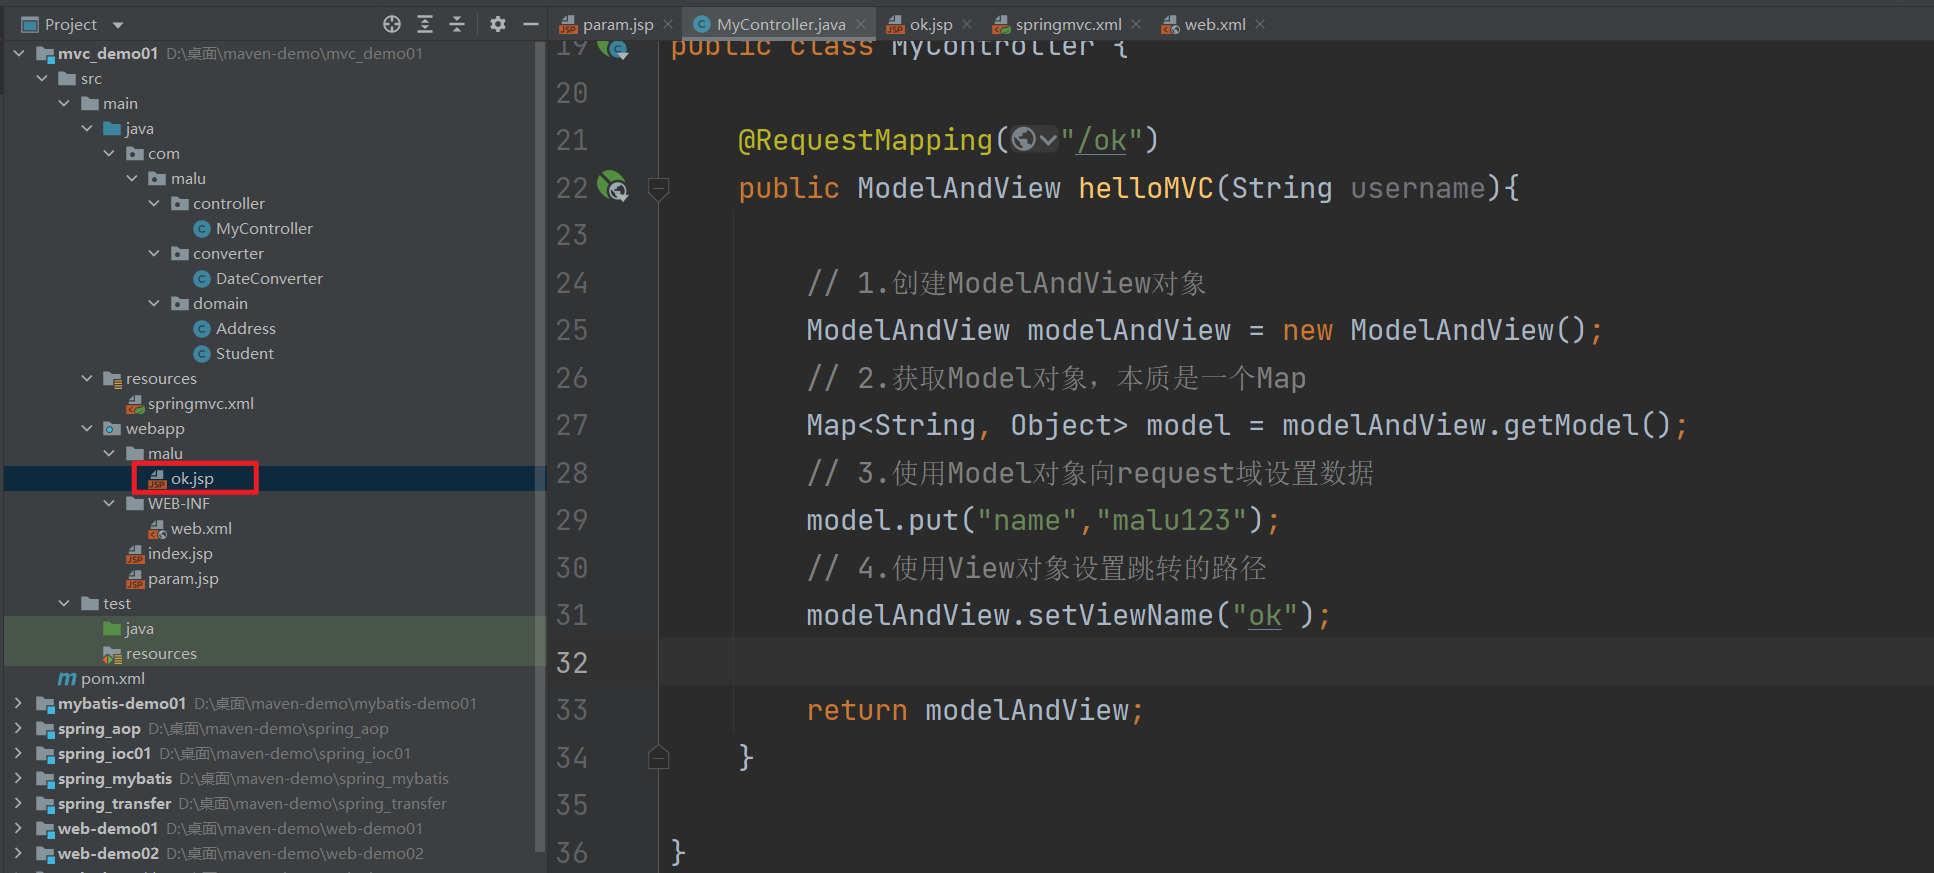 Project
param.jsp
MyController.java
ok.jsp
springmvc.xml
web.xml
mvc_demo01 D:\桌面\maven-demo\mvc_demo01
src
main
java
com
malu
controller
MyController
converter
DateConverter
domain
Address
Student
resources
springmvc.xml
webapp
malu
ok.jsp
WEB-INF
web.xml
index.jsp
param.jsp
test
java
resources
pom.xml
mybatis-demo01 D:\桌面\maven-demo\mybatis-demo01
spring_aop D:\桌面\maven-demo\spring_aop
spring_ioc01 D:\桌面\maven-demo\spring_ioc01
spring_mybatis D:\桌面\maven-demo\spring_mybatis
spring_transfer D:\桌面\maven-demo\spring_transfer
web-demo01 D:\桌面\maven-demo\web-demo01
web-demo02 D:\桌面\maven-demo\web-demo02
19 public class MyController {
20
21 @RequestMapping("/ok")
22 public ModelAndView helloMVC(String username){
23
24 // 1.创建ModelAndView对象
25 ModelAndView modelAndView = new ModelAndView();
26 // 2.获取Model对象，本质是一个Map
27 Map<String, Object> model = modelAndView.getModel();
28 // 3.使用Model对象向request域设置数据
29 model.put("name","malu123");
30 // 4.使用View对象设置跳转的路径
31 modelAndView.setViewName("ok");
32
33 return modelAndView;
34 }
35
36 }